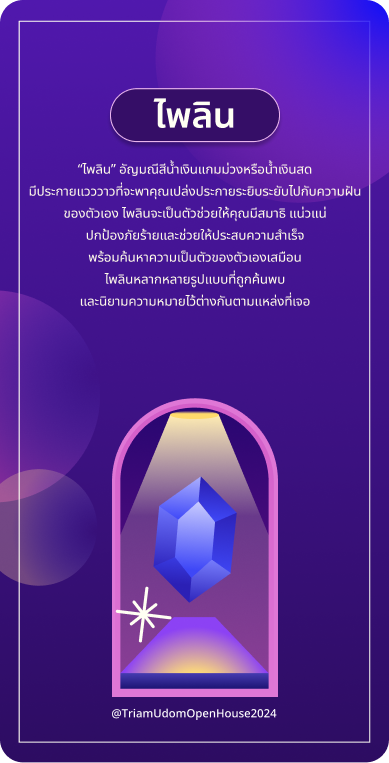 ไพลิน
“ไพลิน” อัญมณีสีน้ำเงินแกมม่วงหรือน้ำเงินสด
มีประกายแวววาวที่จะพาคุณเปล่งประกายระยิบระยับไปกับความฝัน
ของตัวเอง ไพลินจะเป็นตัวช่วยให้คุณมีสมาธิ แน่วแน่
ปกป้องภัยร้ายและช่วยให้ประสบความสำเร็จ
พร้อมค้นหาความเป็นตัวของตัวเองเสมือน
ไพลินหลากหลายรูปแบบที่ถูกค้นพบ
และนิยามความหมายไว้ต่างกันตามแหล่งที่เจอ
@TriamUdomOpenHouse2024